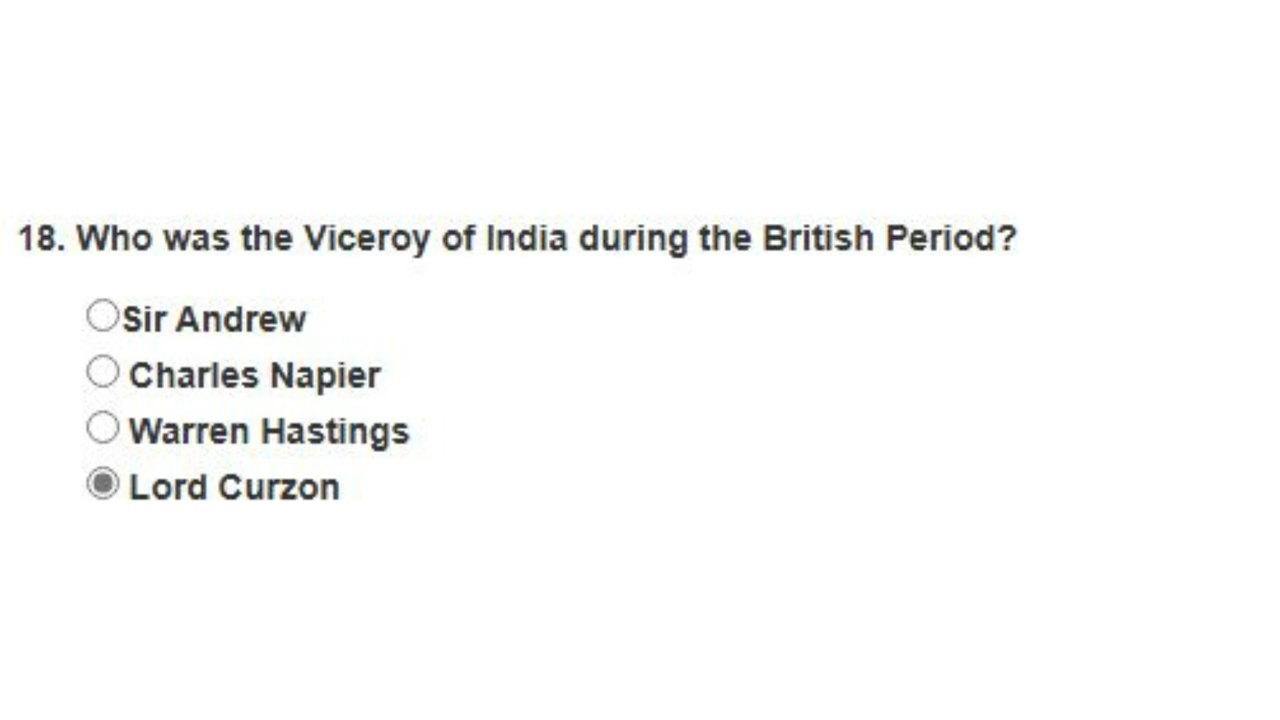 18. Who was the Viceroy of India during the British Period?
Sir Andrew
Charles Napier
Warren Hastings
Lord Curzon